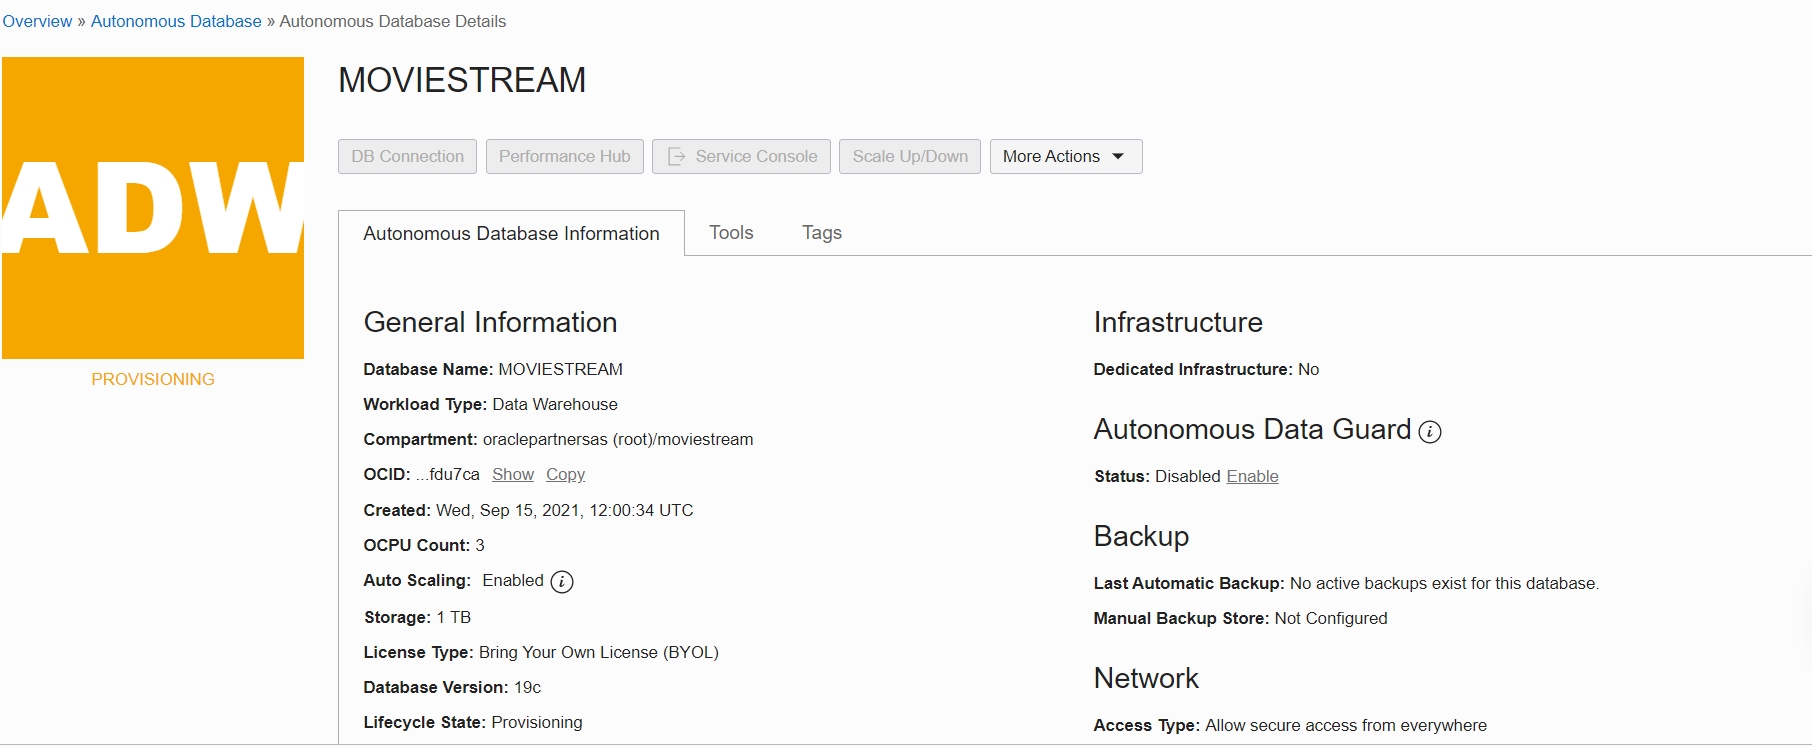 Overview » Autonomous Database » Autonomous Database Details
ADW
PROVISIONING
MOVIESTREAM
DB Connection Performance Hub Service Console Scale Up/Down More Actions
Autonomous Database Information Tools Tags
General Information
Database Name: MOVIESTREAM
Workload Type: Data Warehouse
Compartment: oraclepartnersas (root)/moviestream
OCID: ...fdu7ca Show Copy
Created: Wed, Sep 15, 2021, 12:00:34 UTC
OCPU Count: 3
Auto Scaling: Enabled i
Storage: 1 TB
License Type: Bring Your Own License (BYOL)
Database Version: 19c
Lifecycle State: Provisioning
Infrastructure
Dedicated Infrastructure: No
Autonomous Data Guard i
Status: Disabled Enable
Backup
Last Automatic Backup: No active backups exist for this database.
Manual Backup Store: Not Configured
Network
Access Type: Allow secure access from everywhere